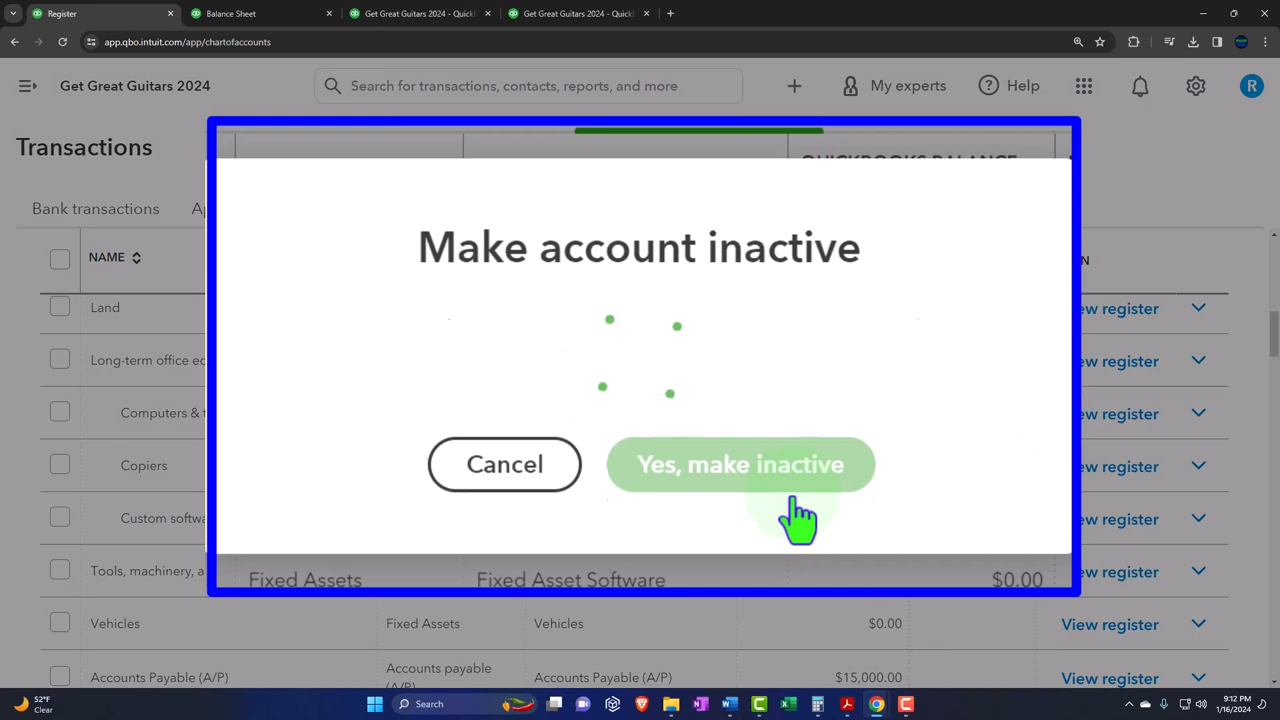 Register
Balance Sheet
Get Great Guitars 2024 - QuickB
Get Great Guitars 2024 - QuickB
app.qbo.intuit.com/app/chartofaccounts
Get Great Guitars 2024
Search for transactions, contacts, reports, and more
My experts
Help
R
Transactions
Bank transactions
QUICKBOOKS BALANCE
Make account inactive
NAME
Land
View register
Long-term office eq
View register
Computers & t
View register
Copiers
View register
Custom softwa
View register
Cancel
Yes, make inactive
Tools, machinery, a
View register
Fixed Assets
Fixed Asset Software
$0.00
Vehicles
Fixed Assets
Vehicles
$0.00
View register
Accounts Payable (A/P)
Accounts payable
(A/P)
Accounts Payable (A/P)
$15,000.00
View register
52°F
Clear
Search
9:12 PM
1/16/2024